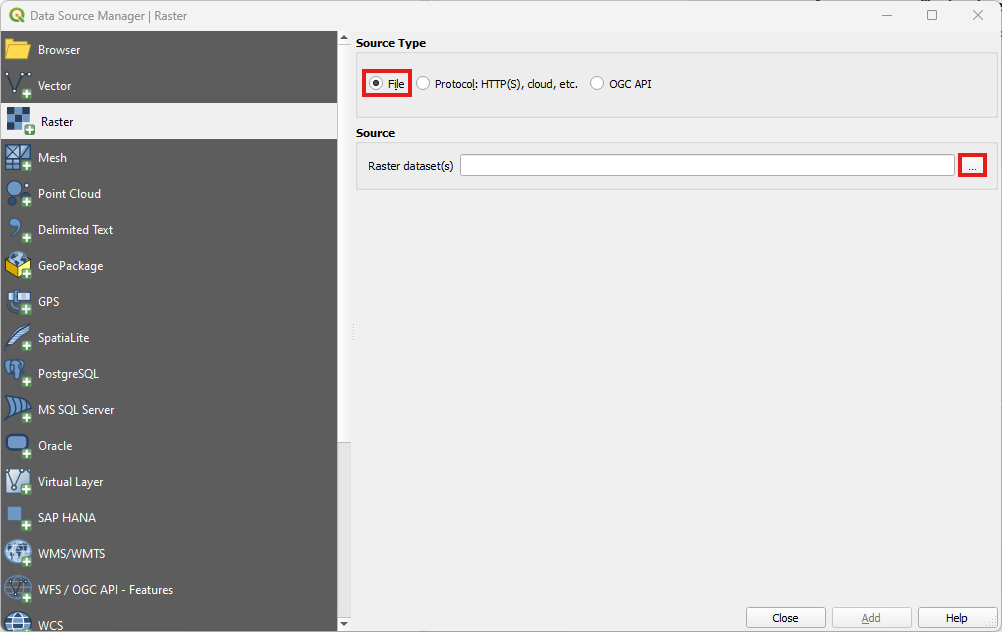 Data Source Manager | Raster
Browser
Vector
Raster
Mesh
Point Cloud
Delimited Text
GeoPackage
GPS
SpatiaLite
PostgreSQL
MS SQL Server
Oracle
Virtual Layer
SAP HANA
WMS/WMTS
WFS / OGC API - Features
WCS
Source Type
File Protocol: HTTP(S), cloud, etc. OGC API
Source
Raster dataset(s) ...
Close Add Help